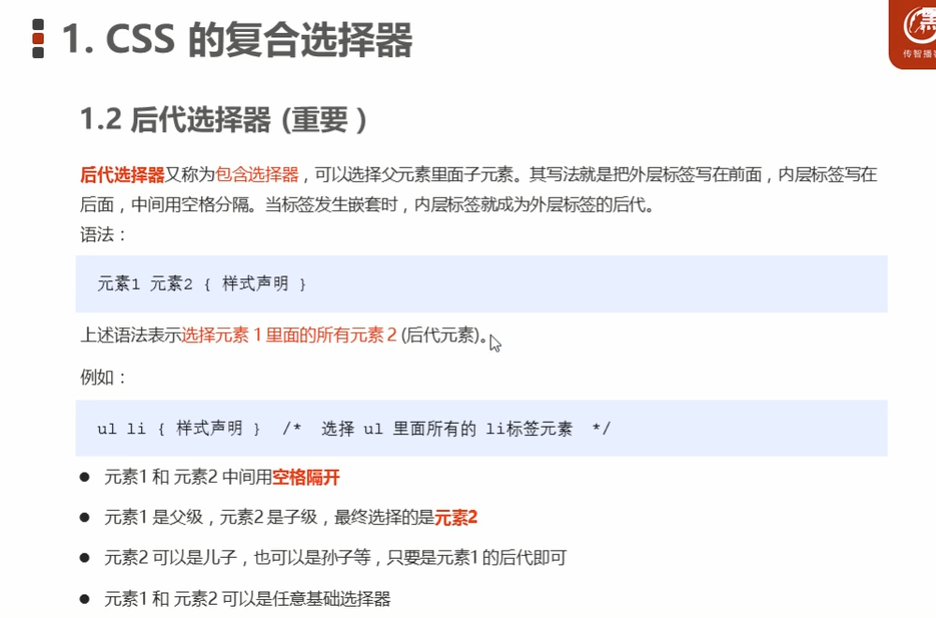 1. CSS 的复合选择器
黑
传智播客
1.2 后代选择器 (重要）
后代选择器又称为包含选择器，可以选择父元素里面子元素。其写法就是把外层标签写在前面，内层标签写在
后面，中间用空格分隔。当标签发生嵌套时，内层标签就成为外层标签的后代。
语法：
元素1 元素2 { 样式声明 }
上述语法表示选择元素 1 里面的所有元素 2 (后代元素)。
例如：
ul li { 样式声明 } /* 选择 ul 里面所有的 li标签元素 */
● 元素1 和 元素2 中间用空格隔开
● 元素1 是父级，元素2 是子级，最终选择的是元素2
● 元素2 可以是儿子，也可以是孙子等，只要是元素1 的后代即可
● 元素1 和 元素2 可以是任意基础选择器